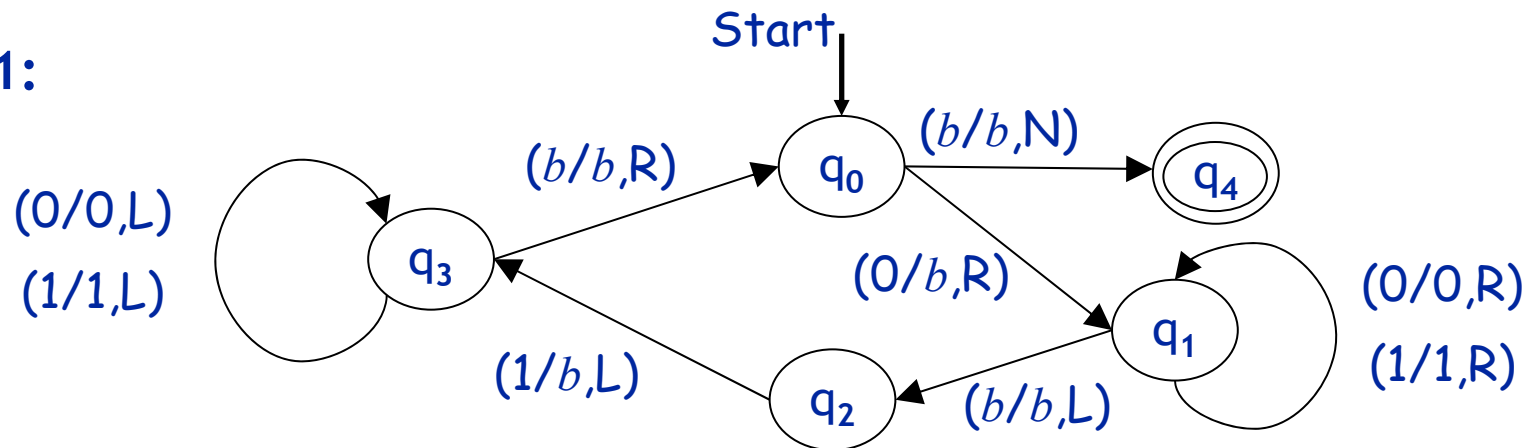 1:
Start
(b/b,N)
(b/b,R)
q0
q4
(0/0,L)
(1/1,L)
q3
(0/b,R)
(0/0,R)
(1/1,R)
q1
(1/b,L)
q2
(b/b,L)